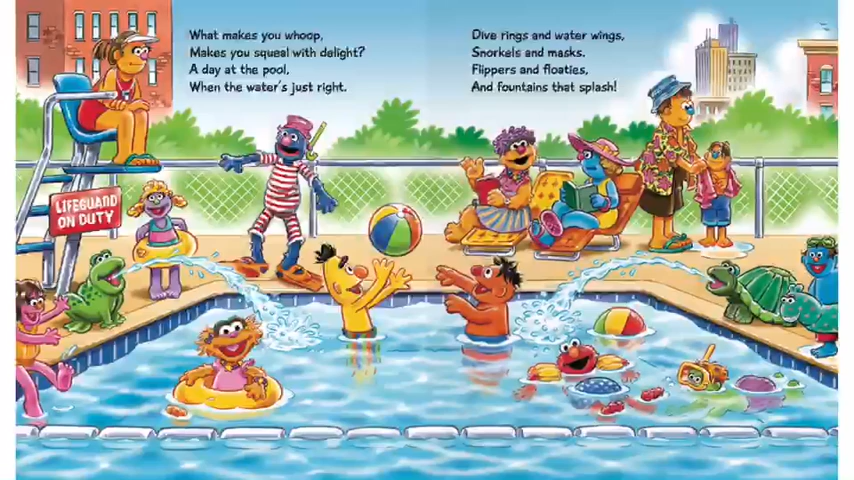 What makes you whoop,
Makes you squeal with delight?
A day at the pool,
When the water's just right.
Dive rings and water wings,
Snorkels and masks.
Flippers and floaties,
And fountains that splash!
LIFEGUARD
ON DUTY